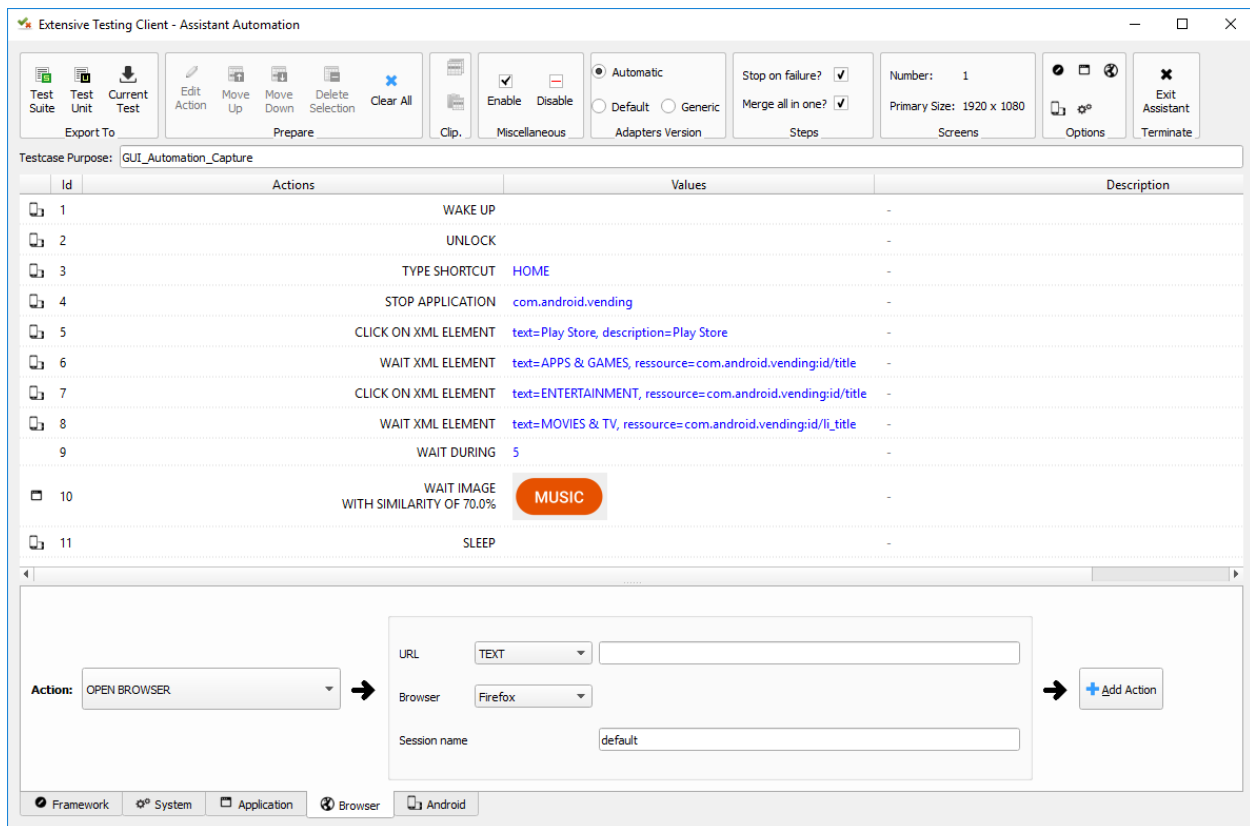 Extensive Testing Client - Assistant Automation
Test Suite Test Unit Current Test
Export To
Edit Action Move Up Move Down Delete Selection Clear All
Prepare
Clip.
Enable Disable
Miscellaneous
Automatic
Default Generic
Adapters Version
Stop on failure?
Merge all in one?
Steps
Number: 1
Primary Size: 1920 x 1080
Screens
Options
Exit Assistant
Terminate
Testcase Purpose: GUI_Automation_Capture
Id Actions Values Description
1 WAKE UP -
2 UNLOCK -
3 TYPE SHORTCUT HOME -
4 STOP APPLICATION com.android.vending -
5 CLICK ON XML ELEMENT text=Play Store, description=Play Store -
6 WAIT XML ELEMENT text=APPS & GAMES, ressource=com.android.vending:id/title -
7 CLICK ON XML ELEMENT text=ENTERTAINMENT, ressource=com.android.vending:id/title -
8 WAIT XML ELEMENT text=MOVIES & TV, ressource=com.android.vending:id/li_title -
9 WAIT DURING 5 -
10 WAIT IMAGE
WITH SIMILARITY OF 70.0% MUSIC -
11 SLEEP -
URL TEXT
Action: OPEN BROWSER
Browser Firefox
Add Action
Session name default
Framework System Application Browser Android